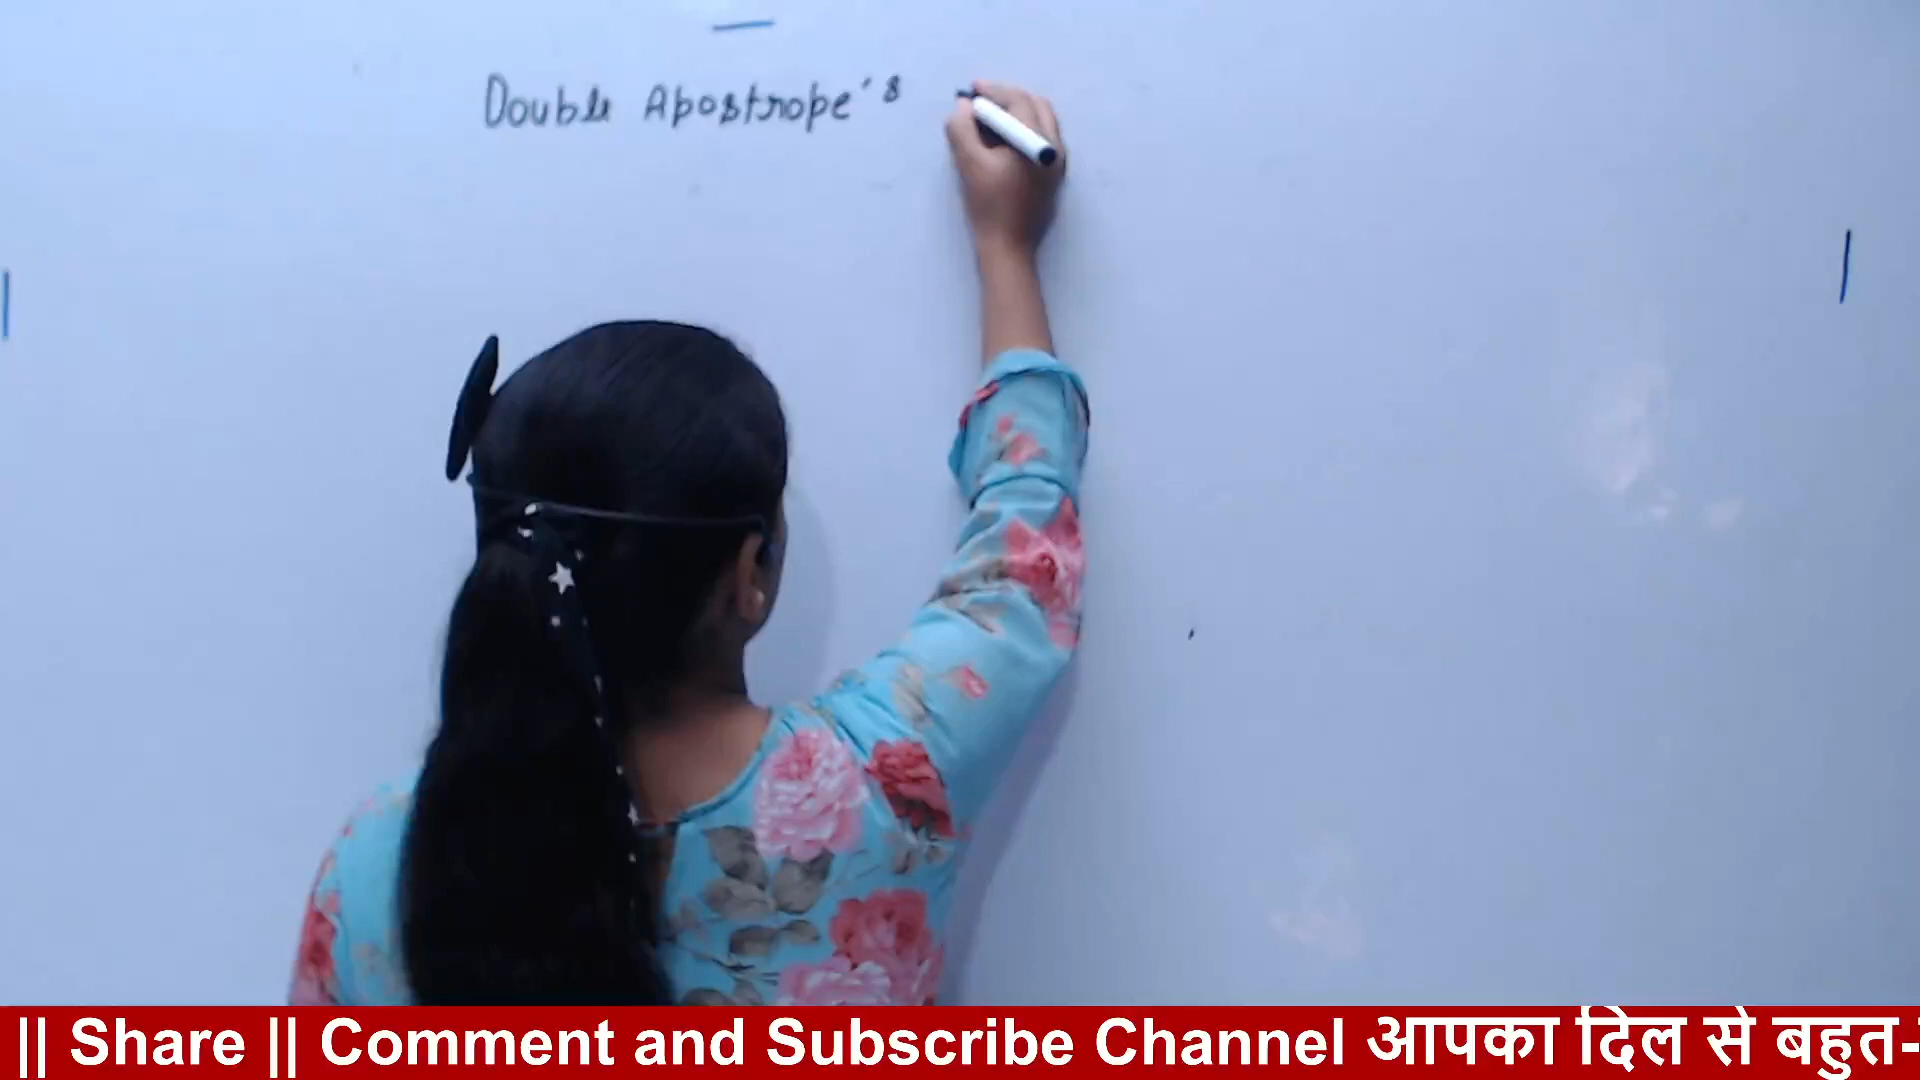 Double Apostrope's
|| Share || Comment and Subscribe Channel आपका दिल से बहुत-